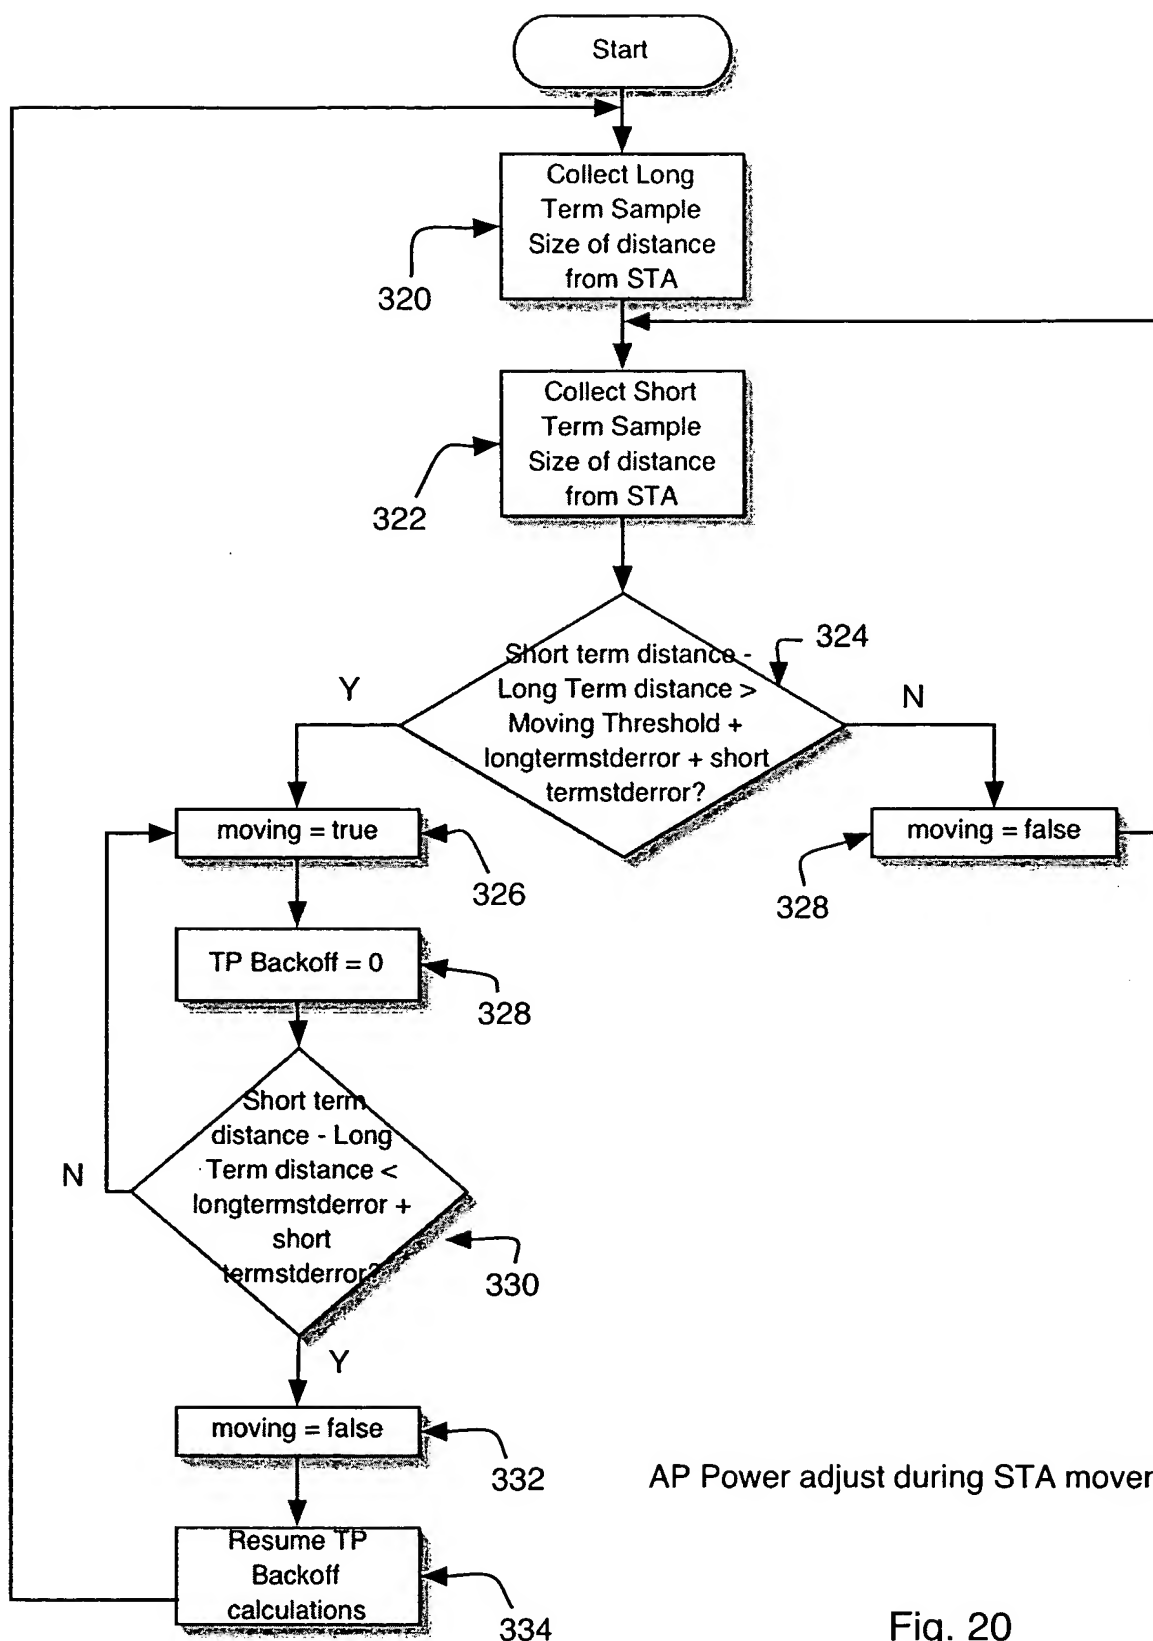 Start
Collect Long
Term Sample
Size of distance
from STA
320
Collect Short
Term Sample
Size of distance
from STA
322
Short term distance -
Long Term distance >
Moving Threshold +
longtermstderror + short
termstderror?
324
Y
N
moving = true
326
moving = false
328
TP Backoff = 0
328
Short term
distance - Long
Term distance <
longtermstderror +
short
termstderror?
330
N
Y
moving = false
332
AP Power adjust during STA
Resume TP
Backoff
calculations
334
Fig. 20